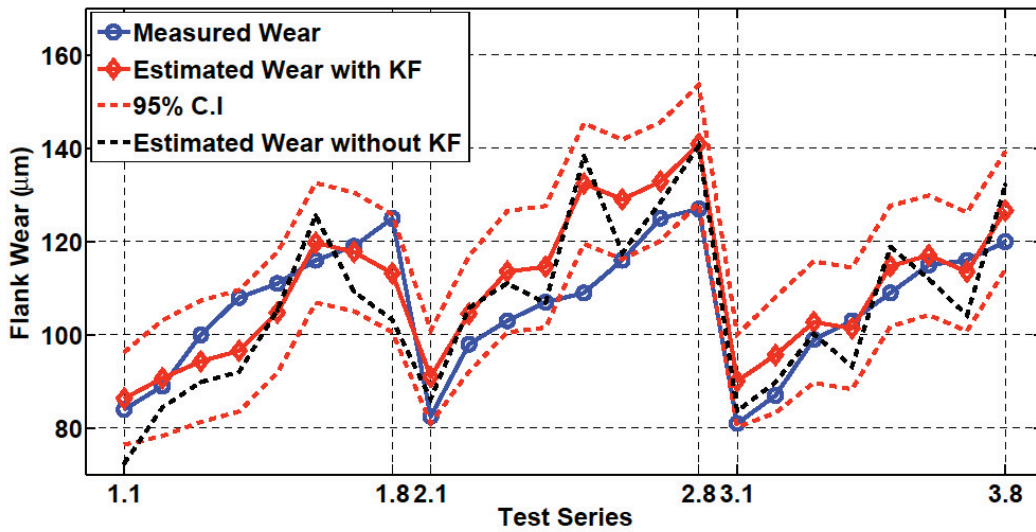 160
140
120
100
80
Flank Wear (μm)
Measured Wear
Estimated Wear with KF
95% C.I
Estimated Wear without KF
1.1
1.8
2.1
2.8
3.1
3.8
Test Series